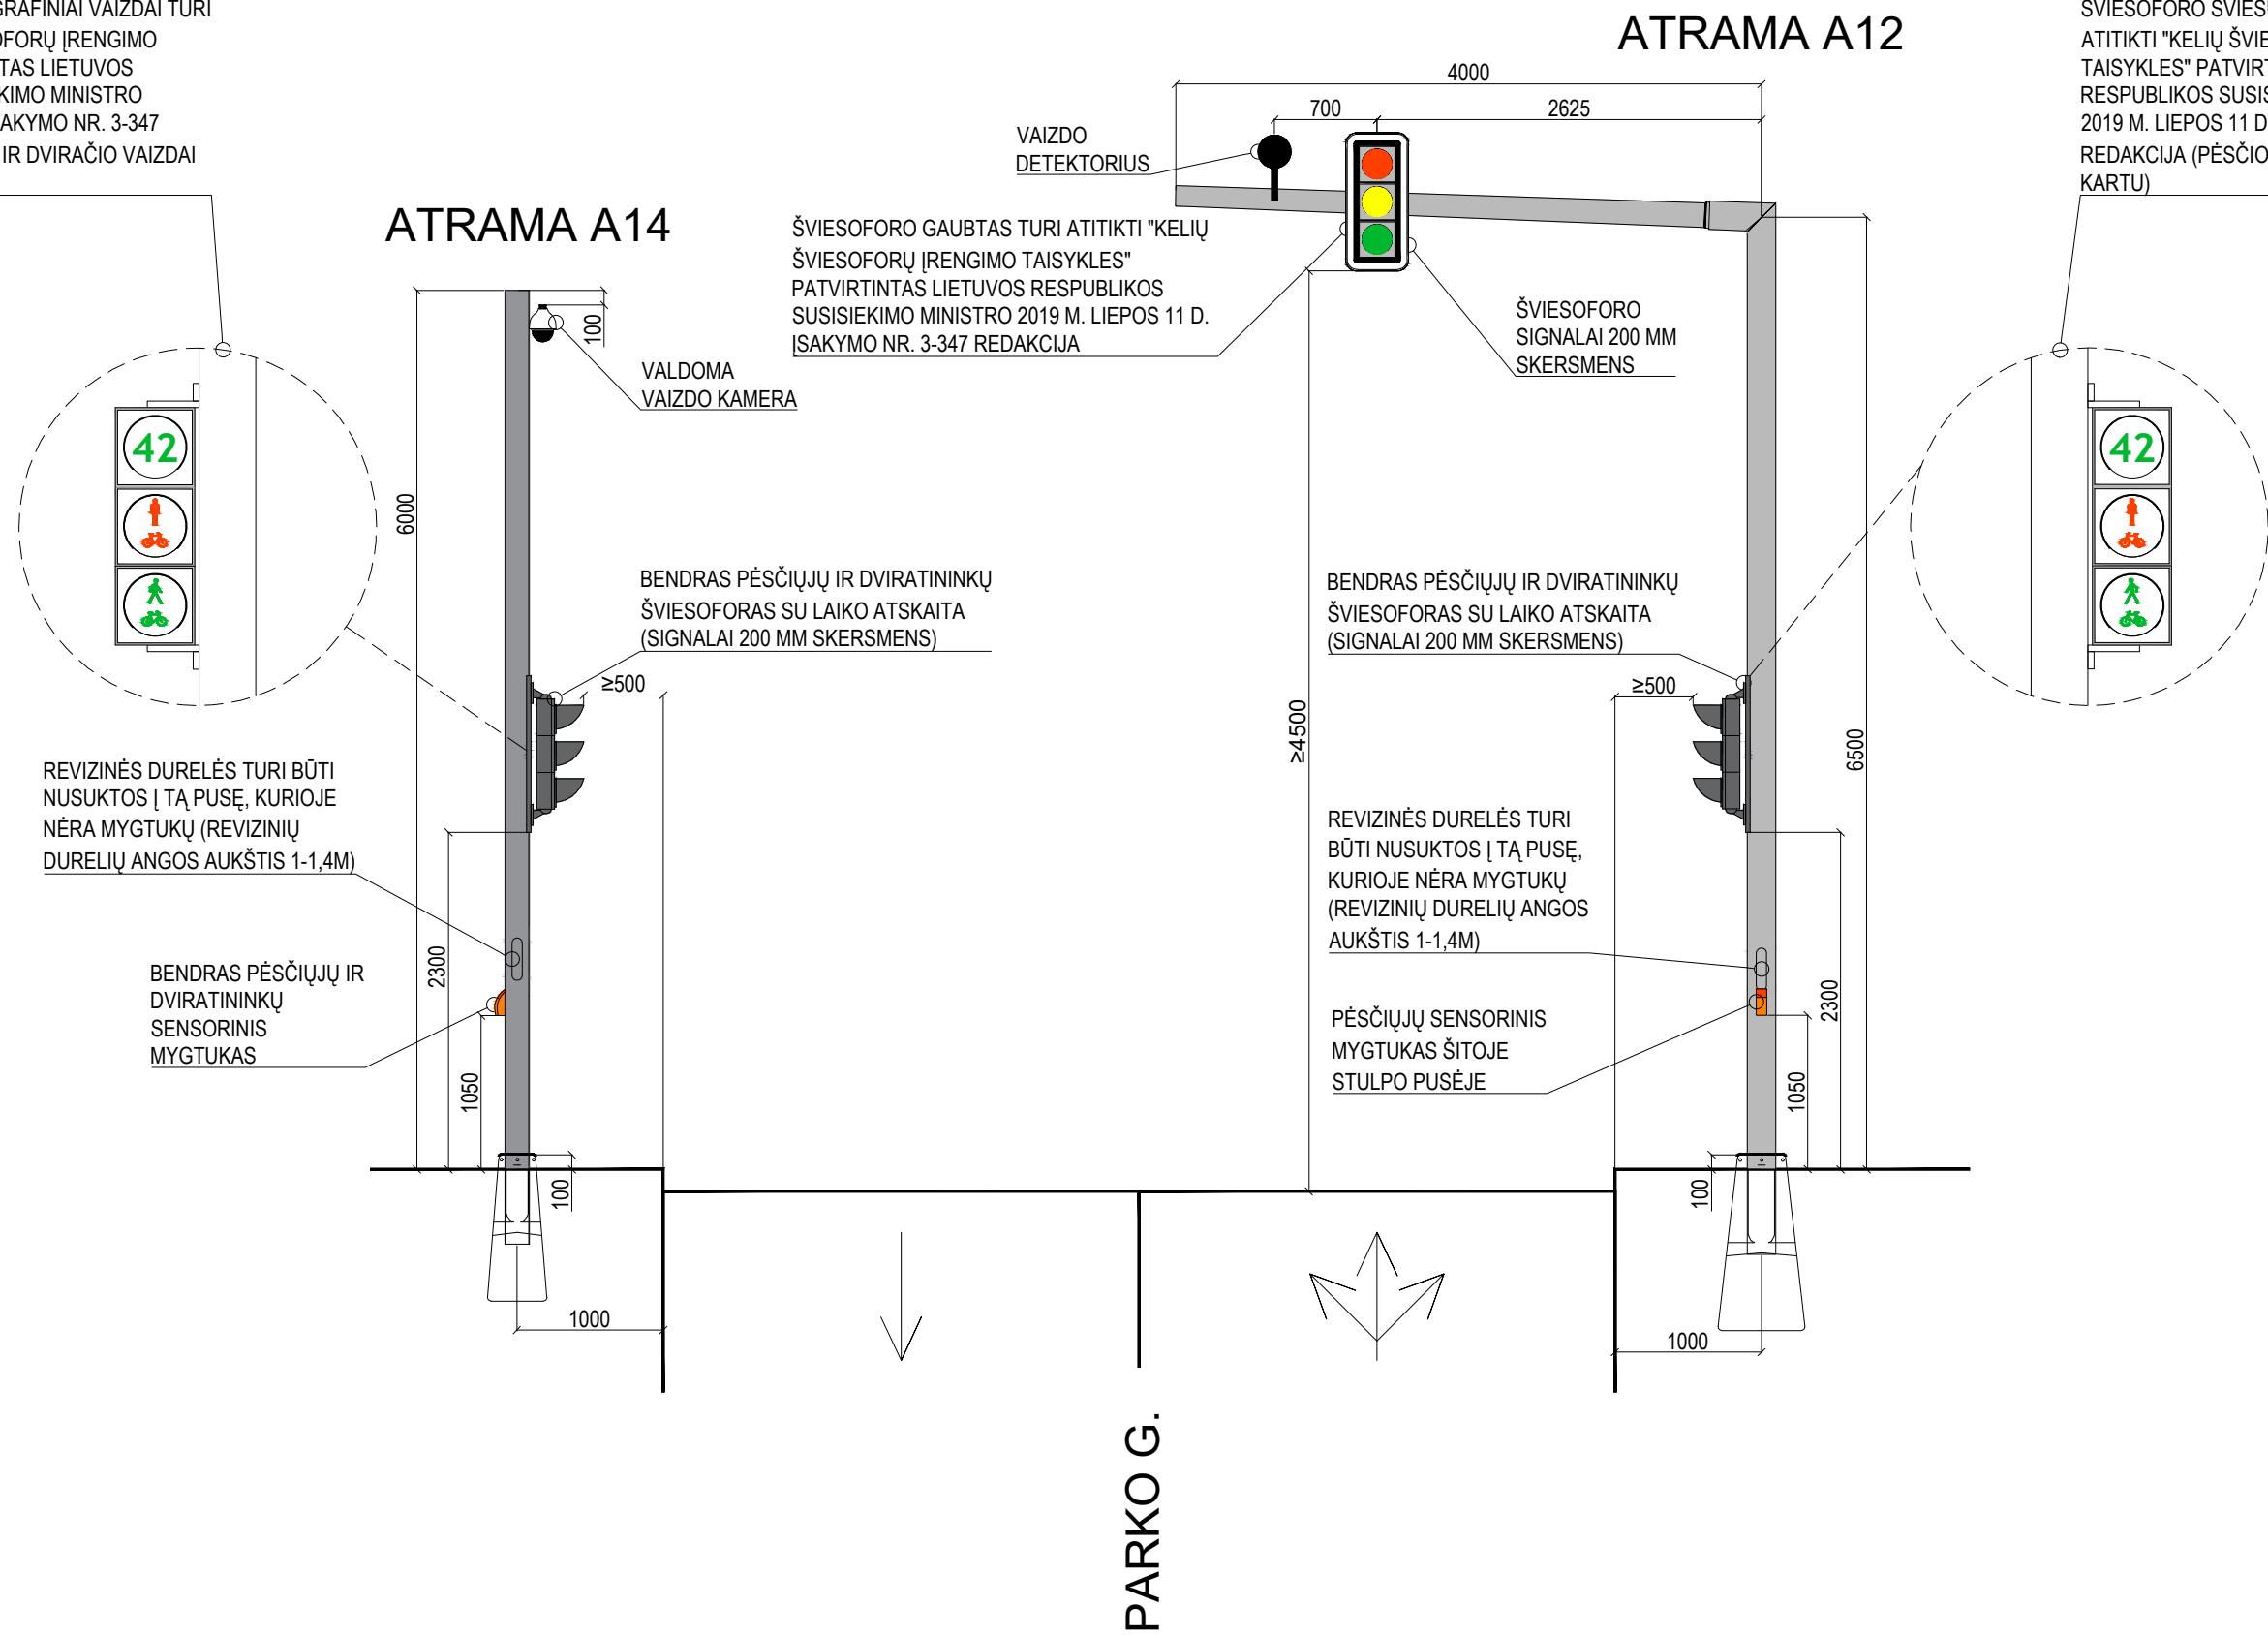 GRAFINIAI VAIZDAI TURI
OFORŲ ĮRENGIMO
TAS LIETUVOS
KIMO MINISTRO
AKYMO NR. 3-347
IR DVIRAČIO VAIZDAI
ATRAMA A14
42
6000
100
VALDOMA
VAIZDO KAMERA
BENDRAS PĖSČIŲJŲ IR DVIRATININKŲ
ŠVIESOFORAS SU LAIKO ATSKAITA
(SIGNALAI 200 MM SKERSMENS)
≥500
REVIZINĖS DURELĖS TURI BŪTI
NUSUKTOS Į TĄ PUSĘ, KURIOJE
NĖRA MYGTUKŲ (REVIZINIŲ
DURELIŲ ANGOS AUKŠTIS 1-1,4M)
2300
BENDRAS PĖSČIŲJŲ IR
DVIRATININKŲ
SENSORINIS
MYGTUKAS
1050
100
1000
ATRAMA A12
4000
700
2625
VAIZDO
DETEKTORIUS
ŠVIESOFORO GAUBTAS TURI ATITIKTI "KELIŲ
ŠVIESOFORŲ ĮRENGIMO TAISYKLES"
PATVIRTINTAS LIETUVOS RESPUBLIKOS
SUSISIEKIMO MINISTRO 2019 M. LIEPOS 11 D.
ĮSAKYMO NR. 3-347 REDAKCIJA
ŠVIESOFORO
SIGNALAI 200 MM
SKERSMENS
BENDRAS PĖSČIŲJŲ IR DVIRATININKŲ
ŠVIESOFORAS SU LAIKO ATSKAITA
(SIGNALAI 200 MM SKERSMENS)
≥500
≥4500
6500
REVIZINĖS DURELĖS TURI
BŪTI NUSUKTOS Į TĄ PUSĘ,
KURIOJE NĖRA MYGTUKŲ
(REVIZINIŲ DURELIŲ ANGOS
AUKŠTIS 1-1,4M)
2300
PĖSČIŲJŲ SENSORINIS
MYGTUKAS ŠITOJE
STULPO PUSĖJE
1050
100
1000
ŠVIESOFORO ŠVIES
ATITIKTI "KELIŲ ŠVIE
TAISYKLES" PATVIRT
RESPUBLIKOS SUSIS
2019 M. LIEPOS 11 D
REDAKCIJA (PĖSČIO
KARTU)
42
PARKO G.